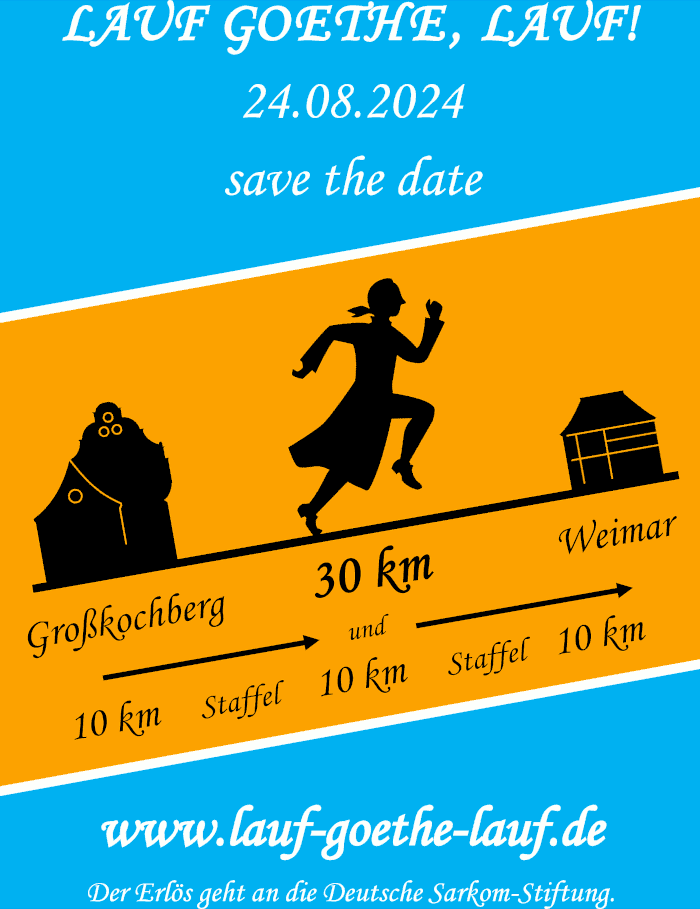 LAUF GOETHE, LAUF!
24.08.2024
save the date
Großkochberg
30 km
Weimar
und
10 km
Staffel
10 km
Staffel
10 km
www.lauf-goethe-lauf.de
Der Erlös geht an die Deutsche Sarkom-Stiftung.